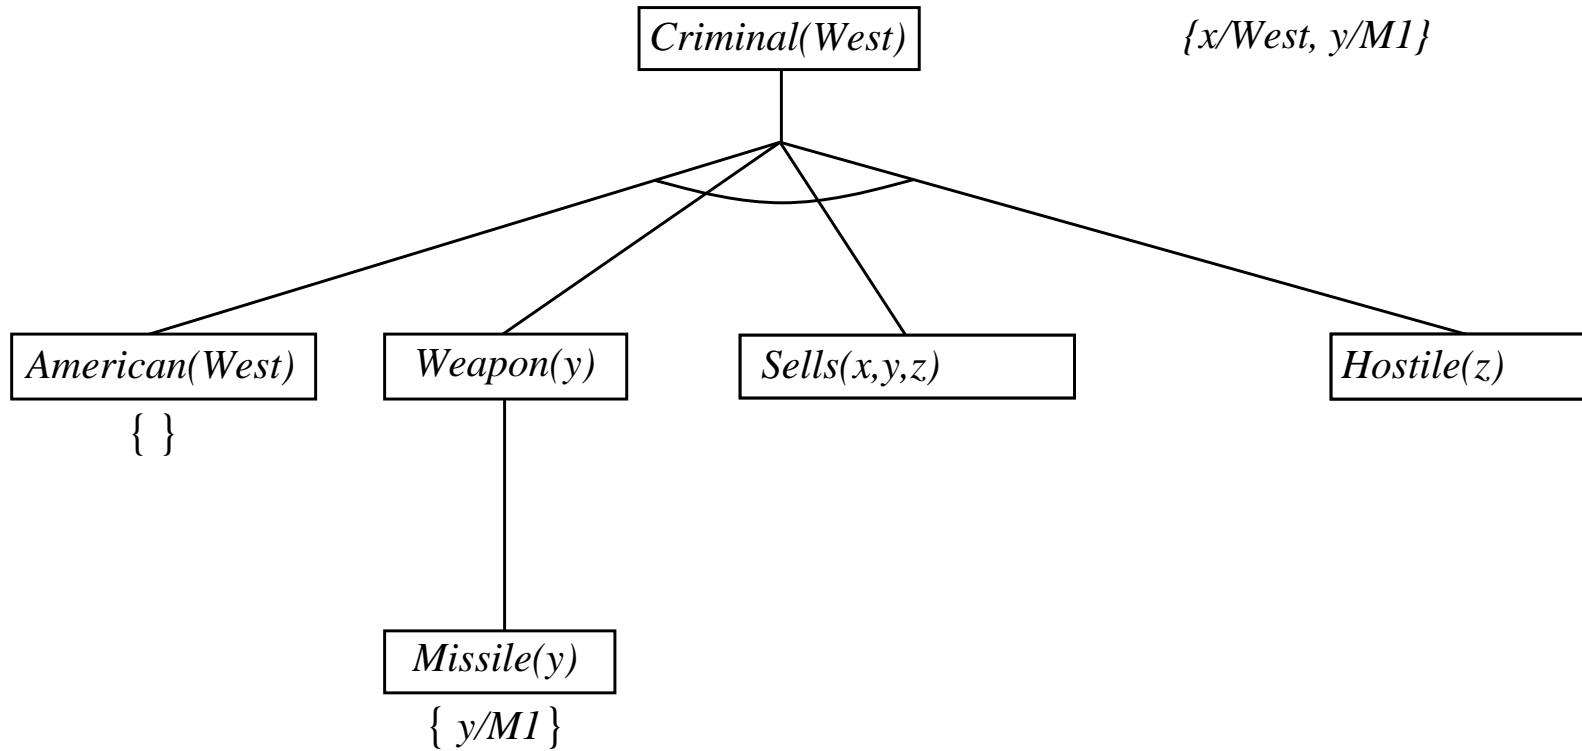 Criminal(West)
{x/West, y/M1}
American(West)
Weapon(y)
Sells(x,y,z)
Hostile(z)
{ }
Missile(y)
{ y/M1 }